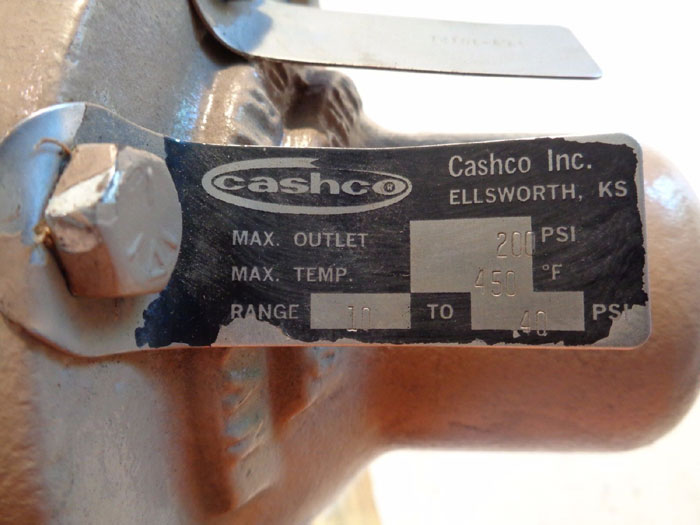 cashco®
Cashco Inc.
ELLSWORTH, KS
MAX. OUTLET 200 PSI
MAX. TEMP. 450 °F
RANGE 10 TO 40 PSI